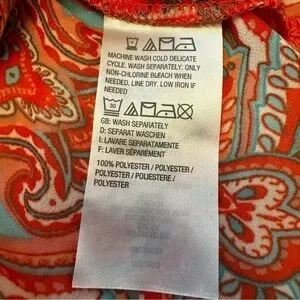 MACHINE WASH COLD DELICATE
CYCLE. WASH SEPARATELY. ONLY
NON-CHLORINE BLEACH WHEN
NEEDED, LINE DRY. LOW IRON IF
NEEDED
30
GB: WASH SEPARATELY
D: SEPARAT WASCHEN
I: LAVARE SEPARATAMENTE
F: LAVER SÉPARÉMENT
100% POLYESTER / POLYESTER /
POLYESTER / POLIESTERE /
POLYESTER